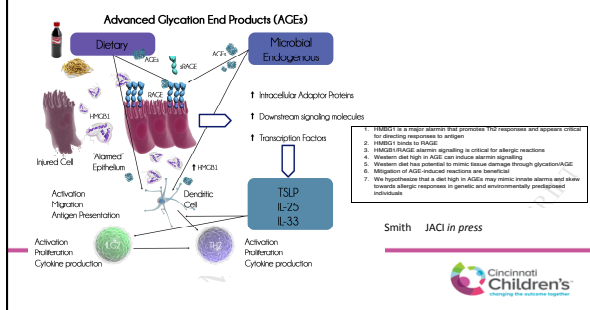 Advanced Glycation End Products (AGEs)
Dietary
Microbial
Endogenous
AGEs
sRAGE
AGEs
RAGE
HMGB1
Injured Cell
"Alarmed"
Epithelium
↑ HMGB1
↑ Intracellular Adaptor Proteins
↑ Downstream signaling molecules
↑ Transcription Factors
Activation
Migration
Antigen Presentation
Dendritic
Cell
TSLP
IL-25
IL-33
Activation
Proliferation
Cytokine production
ILC2
TH2
Activation
Proliferation
Cytokine production
1. HMBG1 is a major alarmin that promotes Th2 responses and appears critical
for directing responses to antigen
2. HMBG1 binds to RAGE
3. HMGB1/RAGE alarmin signalling is critical for allergic reactions
4. Western diet high in AGE can induce alarmin signalling
5. Western diet has potential to mimic tissue damage through glycation/AGE
6. Mitigation of AGE-induced reactions are beneficial
7. We hypothesize that a diet high in AGEs may mimic innate alarms and skew
towards allergic responses in genetic and environmentally predisposed
individuals
Smith JACI in press
Cincinnati
Children's
changing the outcome together